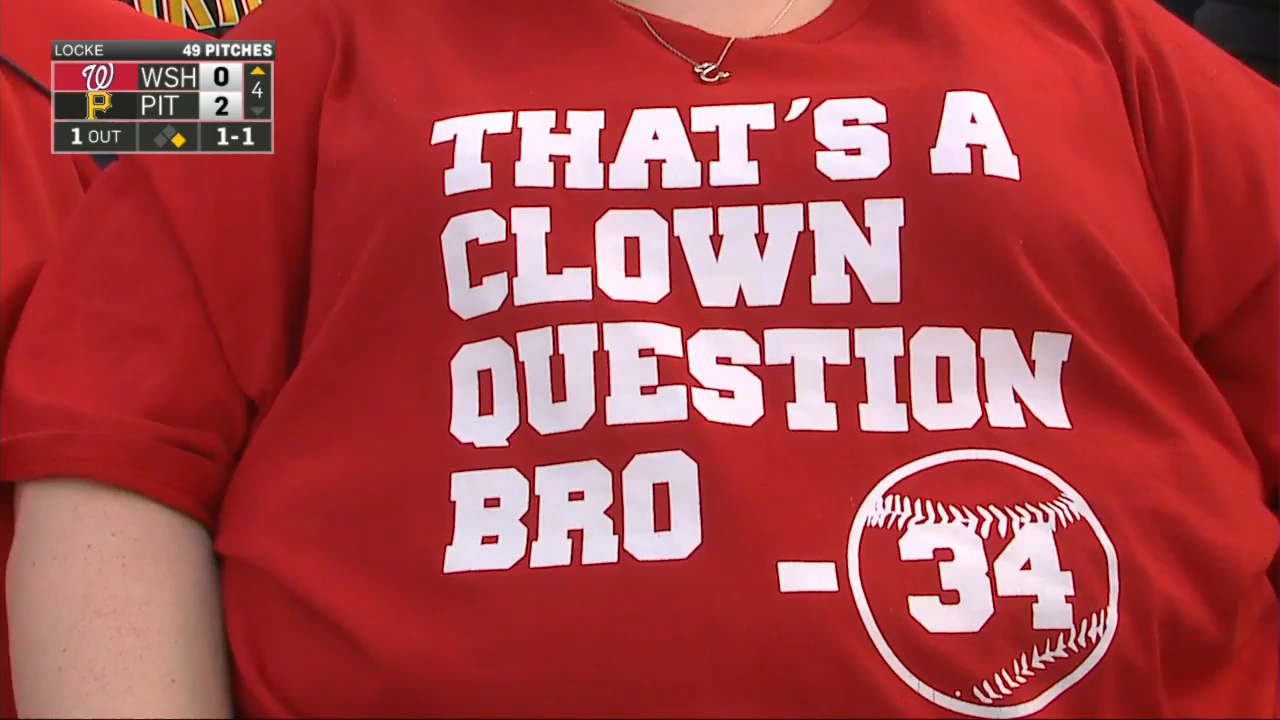 LOCKE 49 PITCHES
W WSH 0
4
P PIT 2
1 OUT 1-1
THAT'S A
CLOWN
QUESTION
BRO
- 34